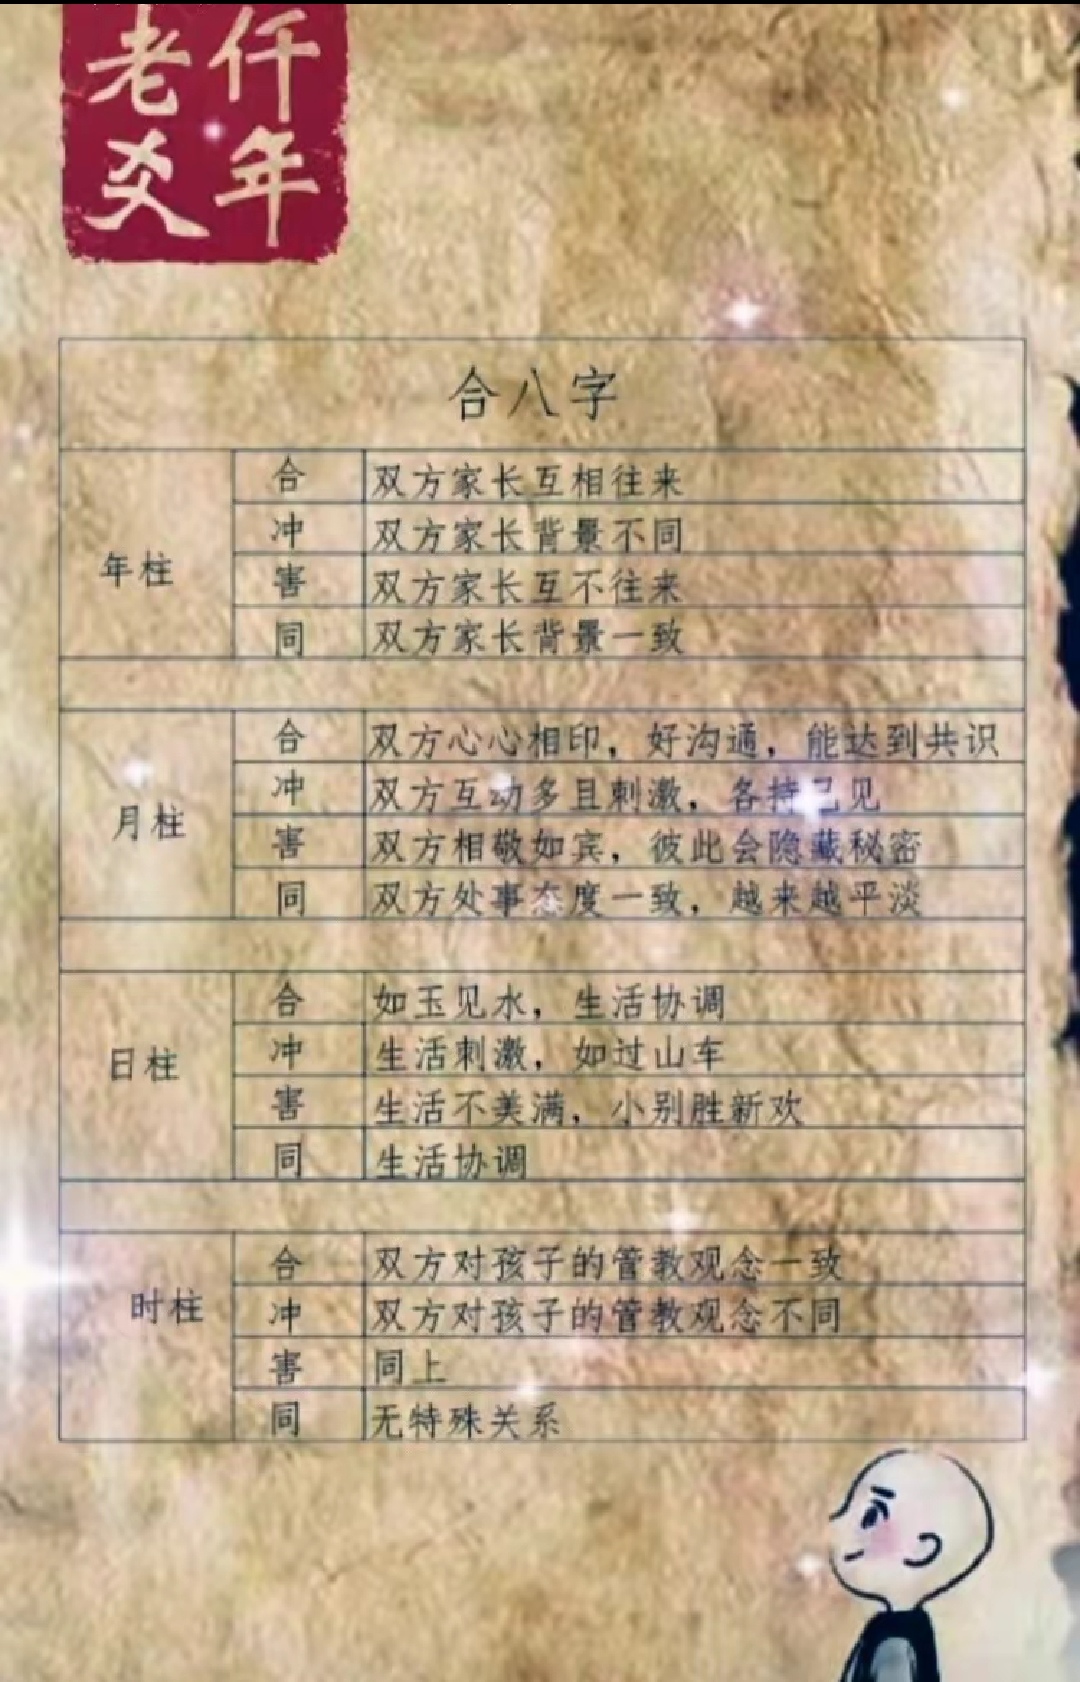 仟年
老爻
合八字
年柱
合 双方家长互相往来
冲 双方家长背景不同
害 双方家长互不往来
同 双方家长背景一致
月柱
合 双方心心相印，好沟通，能达到共识
冲 双方互动多且刺激，各持己见
害 双方相敬如宾，彼此会隐藏秘密
同 双方处事态度一致，越来越平淡
日柱
合 如玉见水，生活协调
冲 生活刺激，如过山车
害 生活不美满，小别胜新欢
同 生活协调
时柱
合 双方对孩子的管教观念一致
冲 双方对孩子的管教观念不同
害 同上
同 无特殊关系